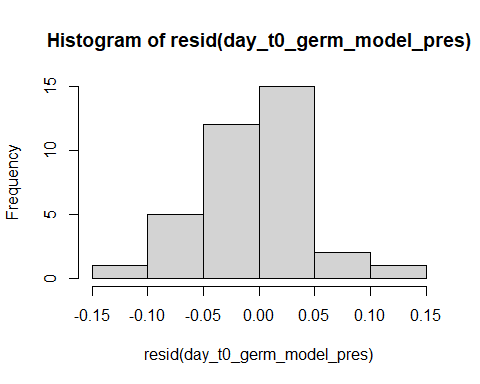 Histogram of resid(day_t0_germ_model_pres)
Frequency
15
10
5
0
-0.15 -0.10 -0.05 0.00 0.05 0.10 0.15
resid(day_t0_germ_model_pres)